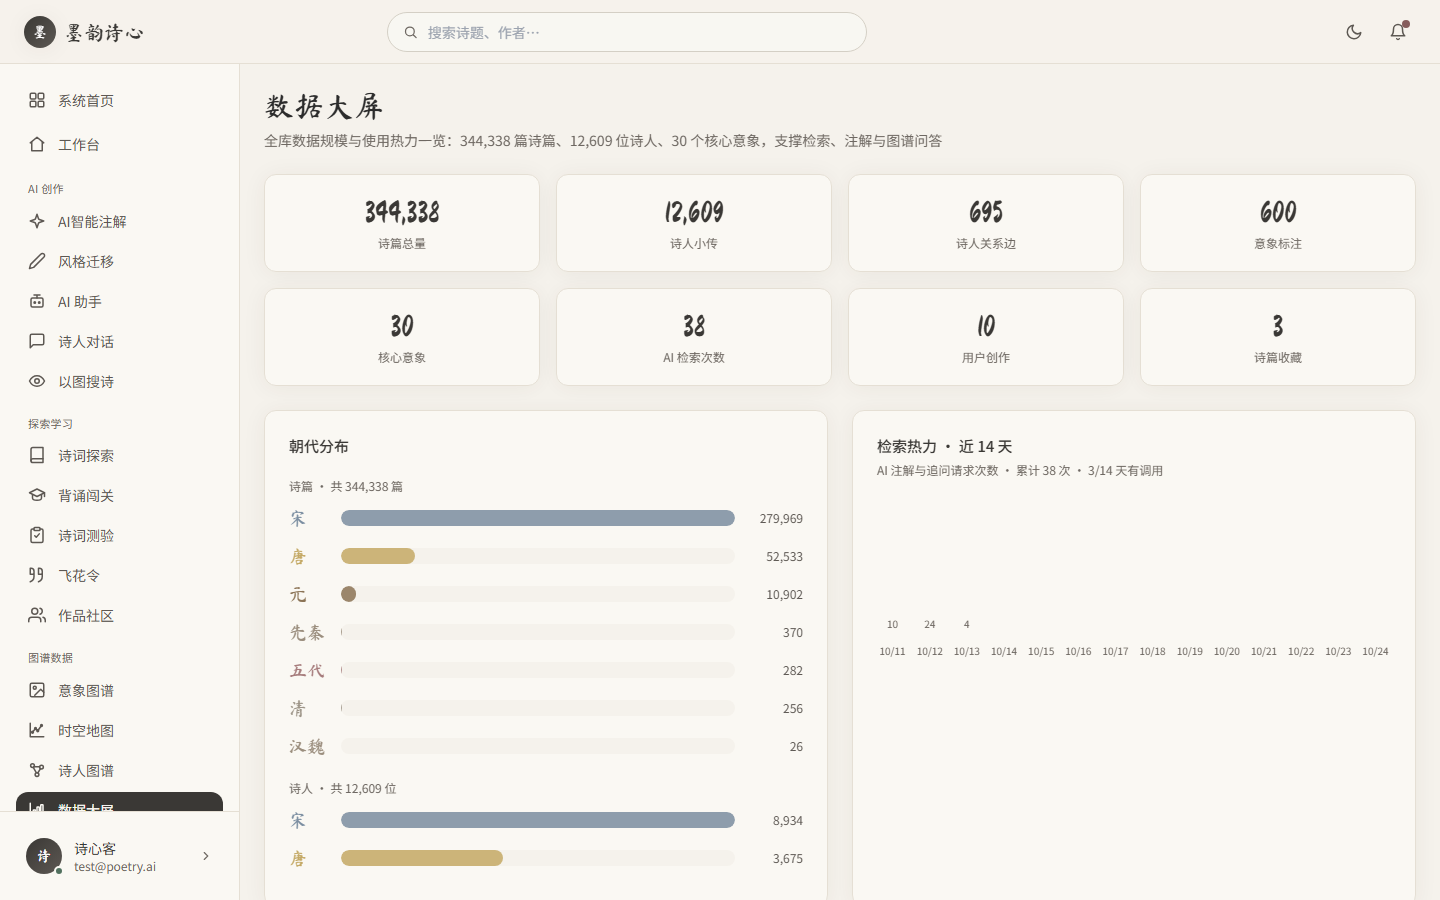 墨 墨韵诗心
搜索诗题、作者…
系统首页
工作台
AI 创作
AI智能注解
风格迁移
AI 助手
诗人对话
以图搜诗
探索学习
诗词探索
背诵闯关
诗词测验
飞花令
作品社区
图谱数据
意象图谱
时空地图
诗人图谱
数据大屏
诗
诗心客
test@poetry.ai
数据大屏
全库数据规模与使用热力一览：344,338 篇诗篇、12,609 位诗人、30 个核心意象，支撑检索、注解与图谱问答
344,338
诗篇总量
12,609
诗人小传
695
诗人关系边
600
意象标注
30
核心意象
38
AI 检索次数
10
用户创作
3
诗篇收藏
朝代分布
诗篇 · 共 344,338 篇
宋 279,969
唐 52,533
元 10,902
先秦 370
五代 282
清 256
汉魏 26
诗人 · 共 12,609 位
宋 8,934
唐 3,675
检索热力 · 近 14 天
AI 注解与追问请求次数 · 累计 38 次 · 3/14 天有调用
10 24 4
10/11 10/12 10/13 10/14 10/15 10/16 10/17 10/18 10/19 10/20 10/21 10/22 10/23 10/24